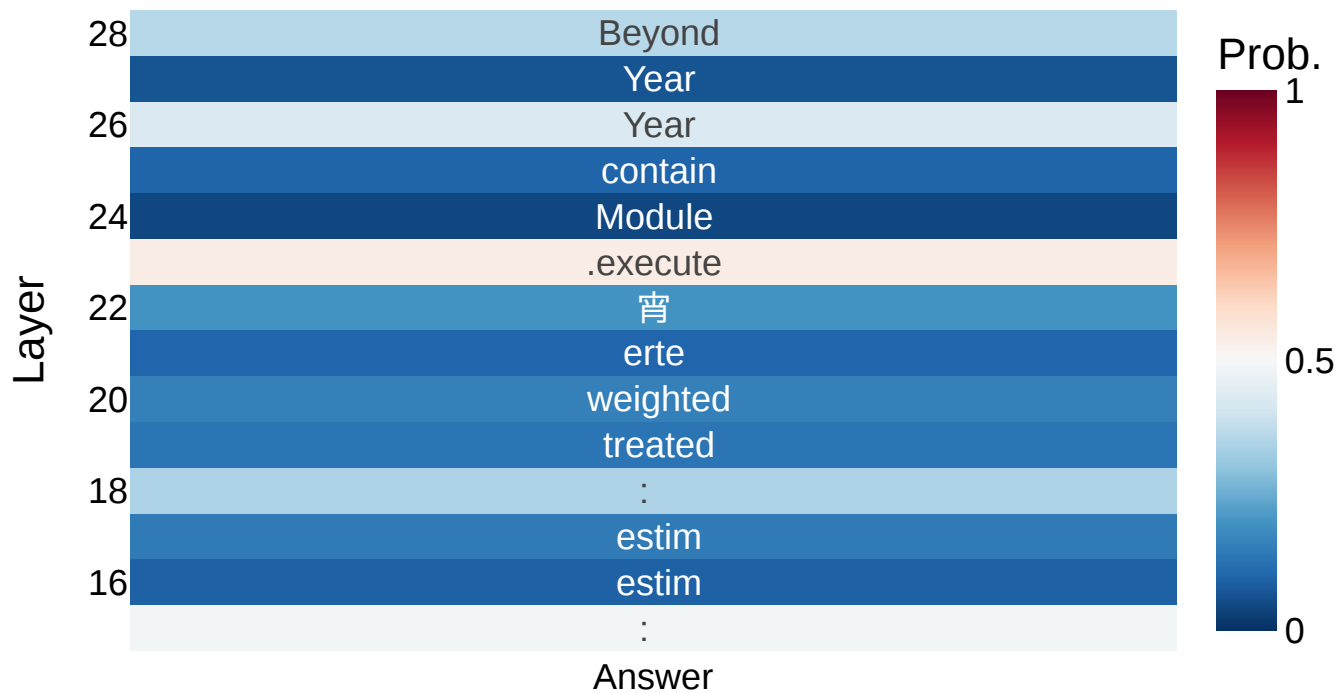 28 Beyond
Year
26 Year
contain
24 Module
.execute
22 宵
erte
20 weighted
treated
18 :
estim
16 estim
:
Layer
Answer
Prob.
1
0.5
0